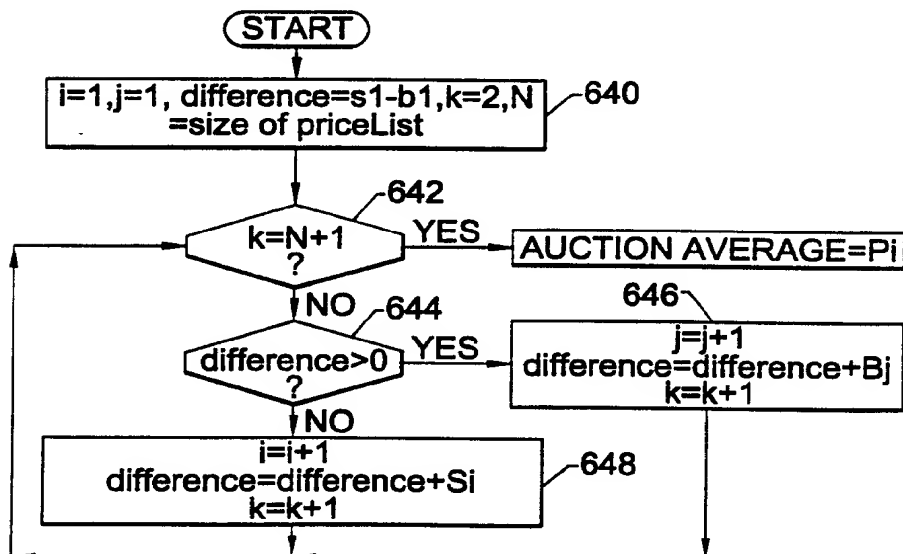 START
i=1,j=1, difference=s1-b1,k=2,N
=size of priceList
640
642
k=N+1
?
YES
AUCTION AVERAGE=Pi
NO
644
646
difference>0
?
YES
j=j+1
difference=difference+Bj
k=k+1
NO
i=i+1
difference=difference+Si
k=k+1
648